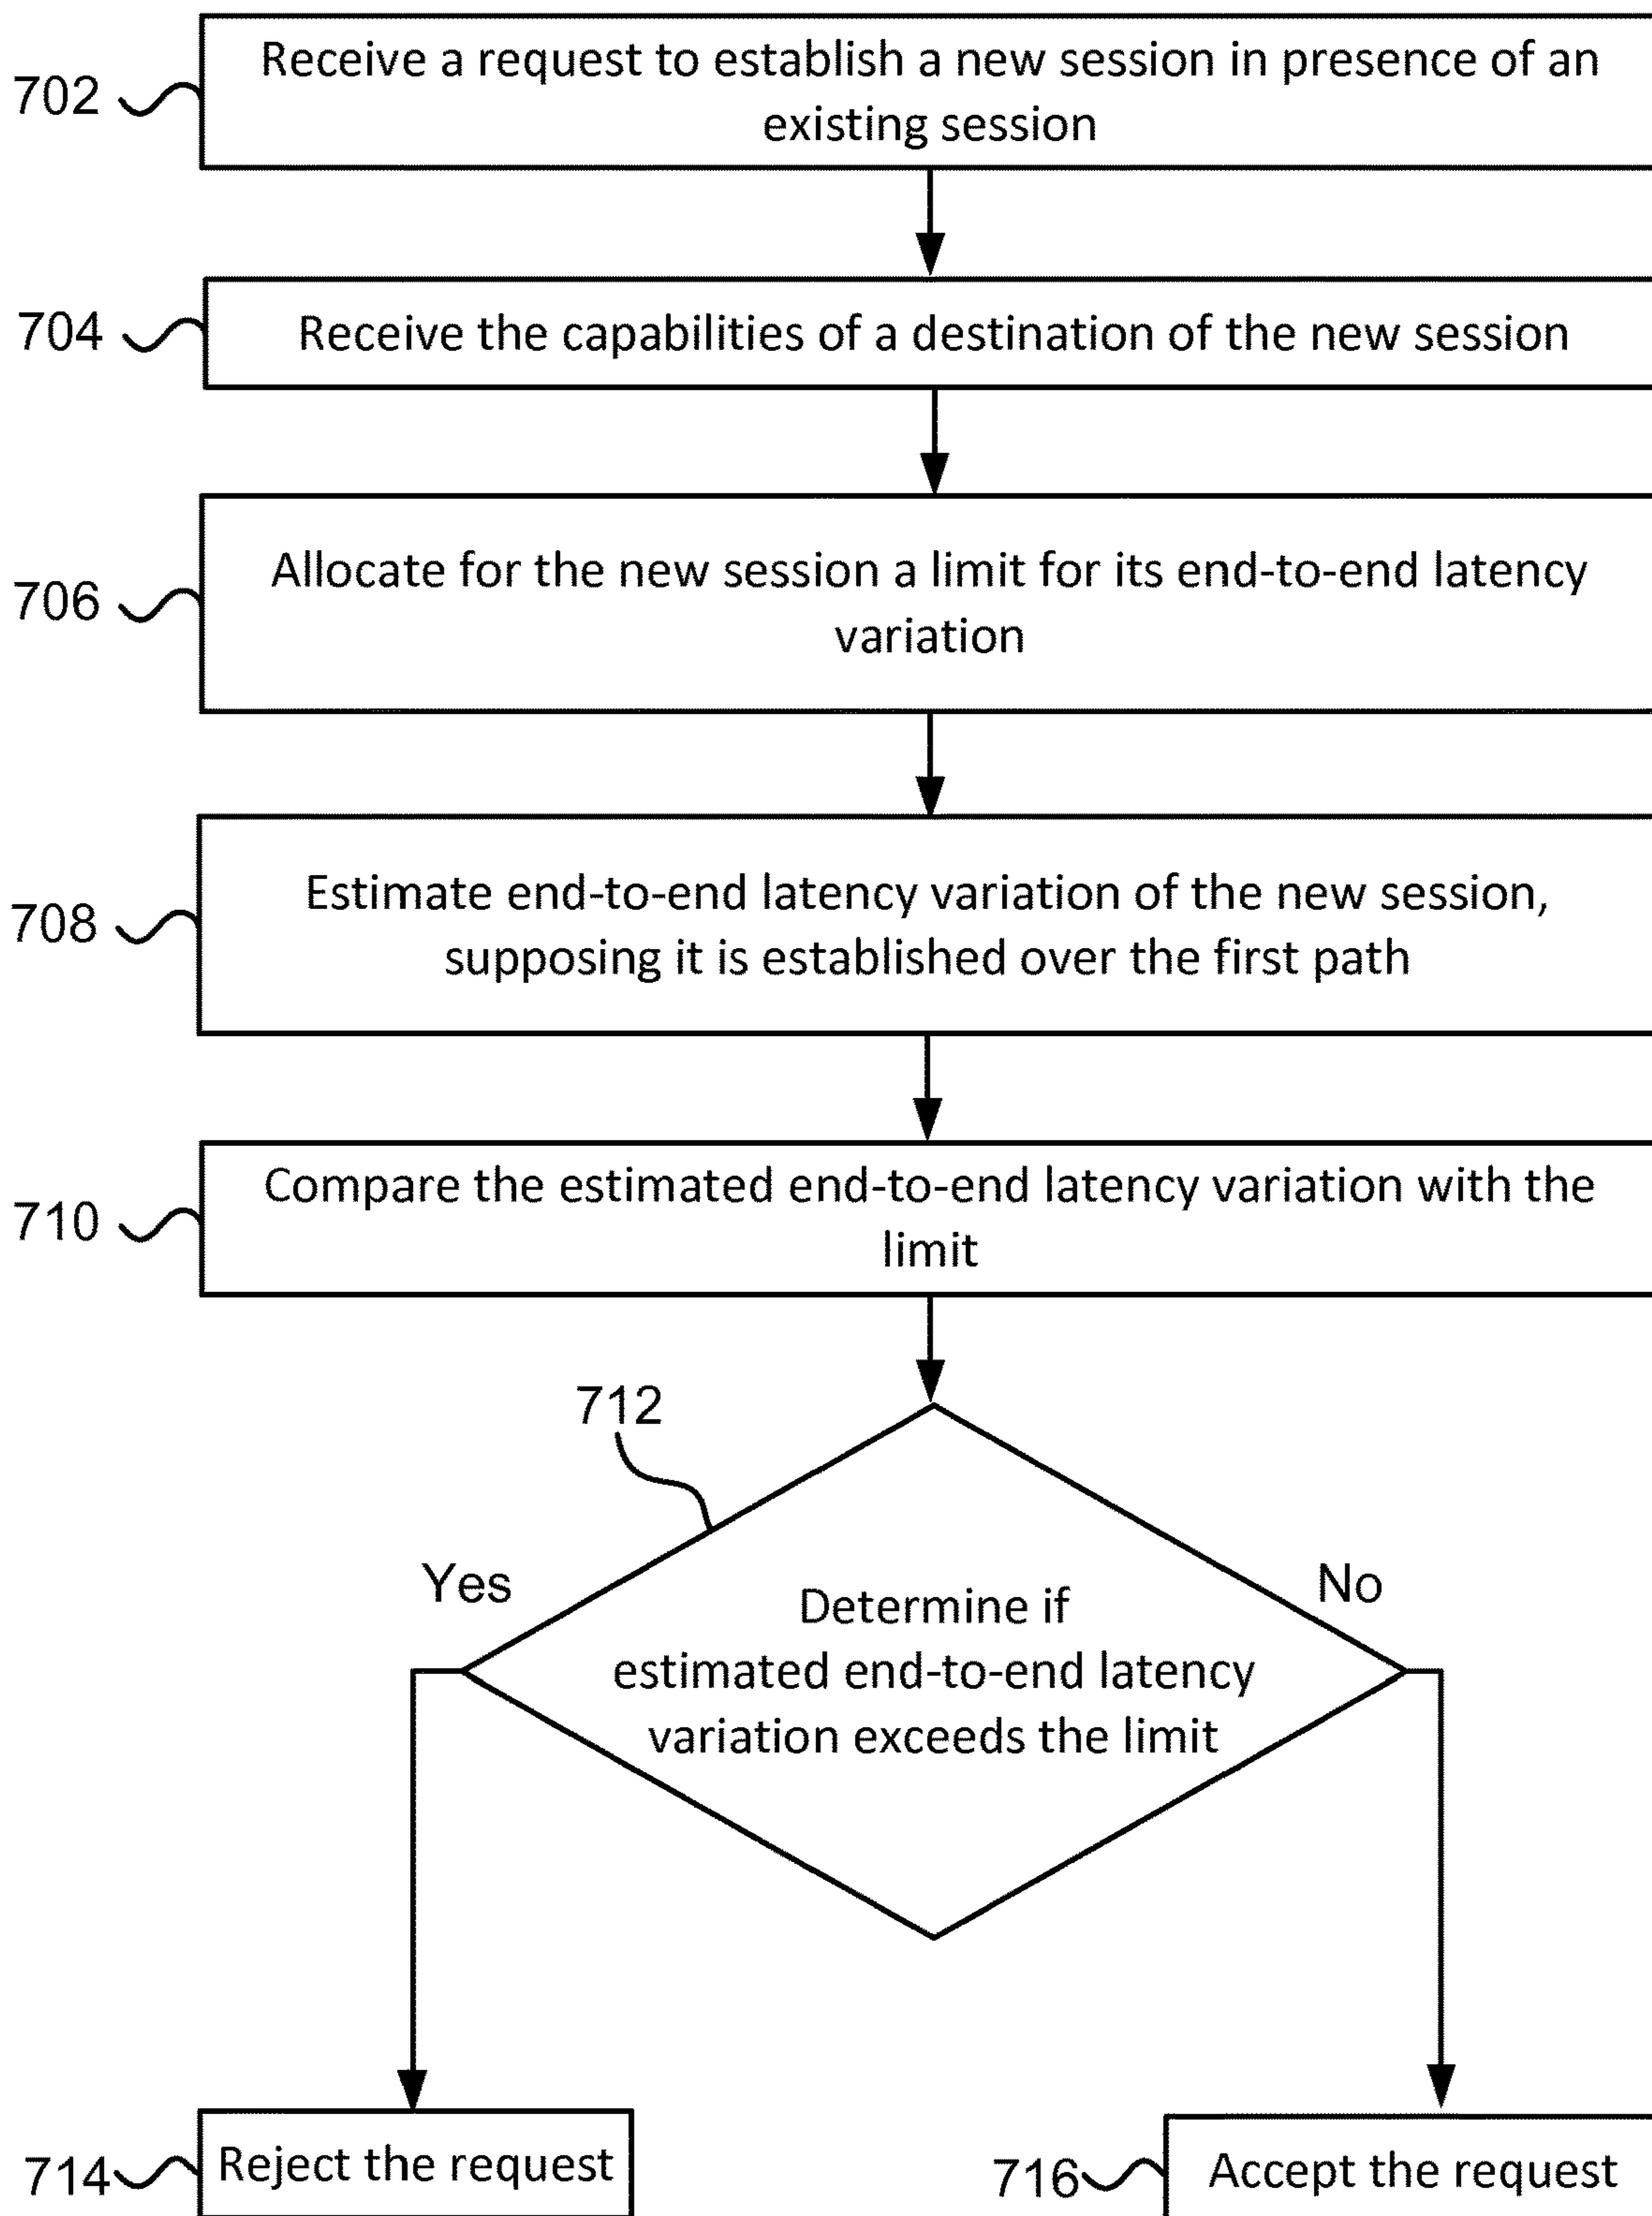 702
Receive a request to establish a new session in presence of an
existing session
704
Receive the capabilities of a destination of the new session
706
Allocate for the new session a limit for its end-to-end latency
variation
708
Estimate end-to-end latency variation of the new session,
supposing it is established over the first path
710
Compare the estimated end-to-end latency variation with the
limit
712
Yes
No
Determine if
estimated end-to-end latency
variation exceeds the limit
714
Reject the request
716
Accept the request